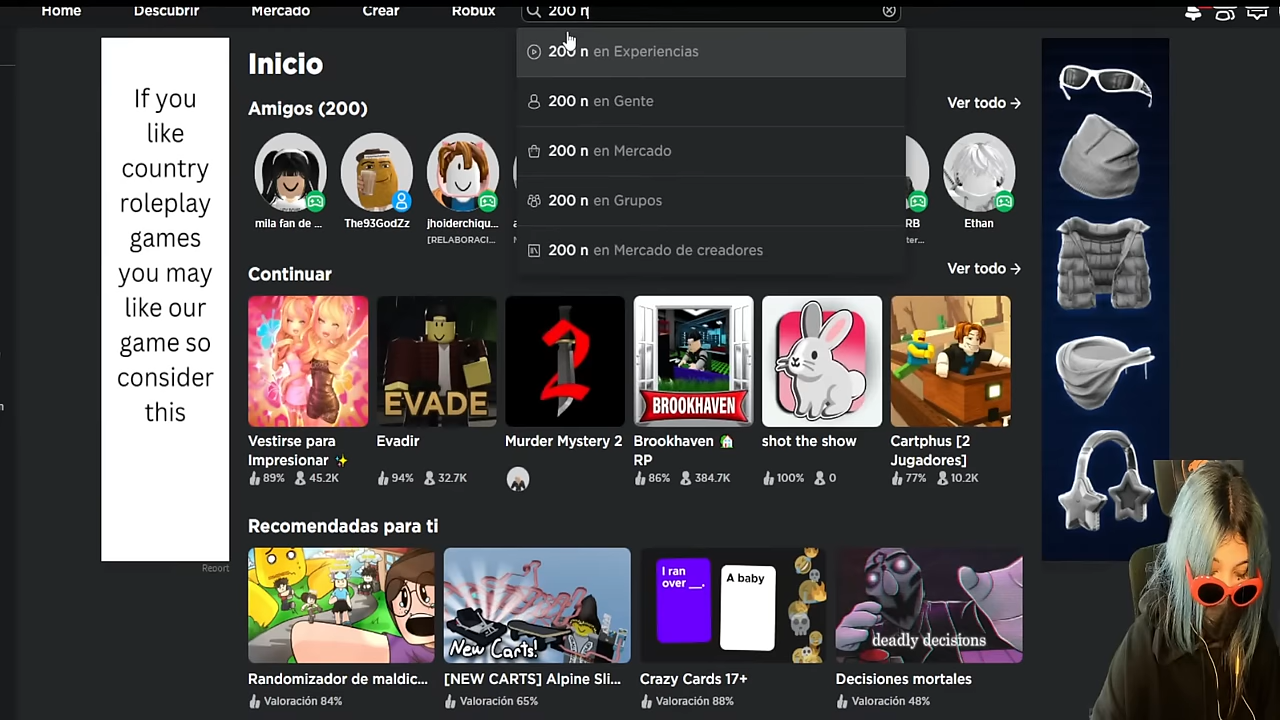 Home
Descubrir
Mercado
Crear
Robux
200 n
200 n en Experiencias
200 n en Gente
200 n en Mercado
200 n en Grupos
200 n en Mercado de creadores
If you
like
country
roleplay
games
you may
like our
game so
consider
this
Report
Inicio
Amigos (200)
Ver todo →
mila fan de ...
The93GodZz
jhoiderchiqu...
[RELABORACI...
RB
ter...
Ethan
Continuar
Ver todo →
EVADE
2
BROOKHAVEN
Vestirse para
Impresionar ✨
89% 45.2K
Evadir
94% 32.7K
Murder Mystery 2
Brookhaven 🏠
RP
86% 384.7K
shot the show
100% 0
Cartphus [2
Jugadores]
77% 10.2K
Recomendadas para ti
New Carts!
I ran
over __.
A baby
deadly decisions
Randomizador de maldic...
Valoración 84%
[NEW CARTS] Alpine Sli...
Valoración 65%
Crazy Cards 17+
Valoración 88%
Decisiones mortales
Valoración 48%